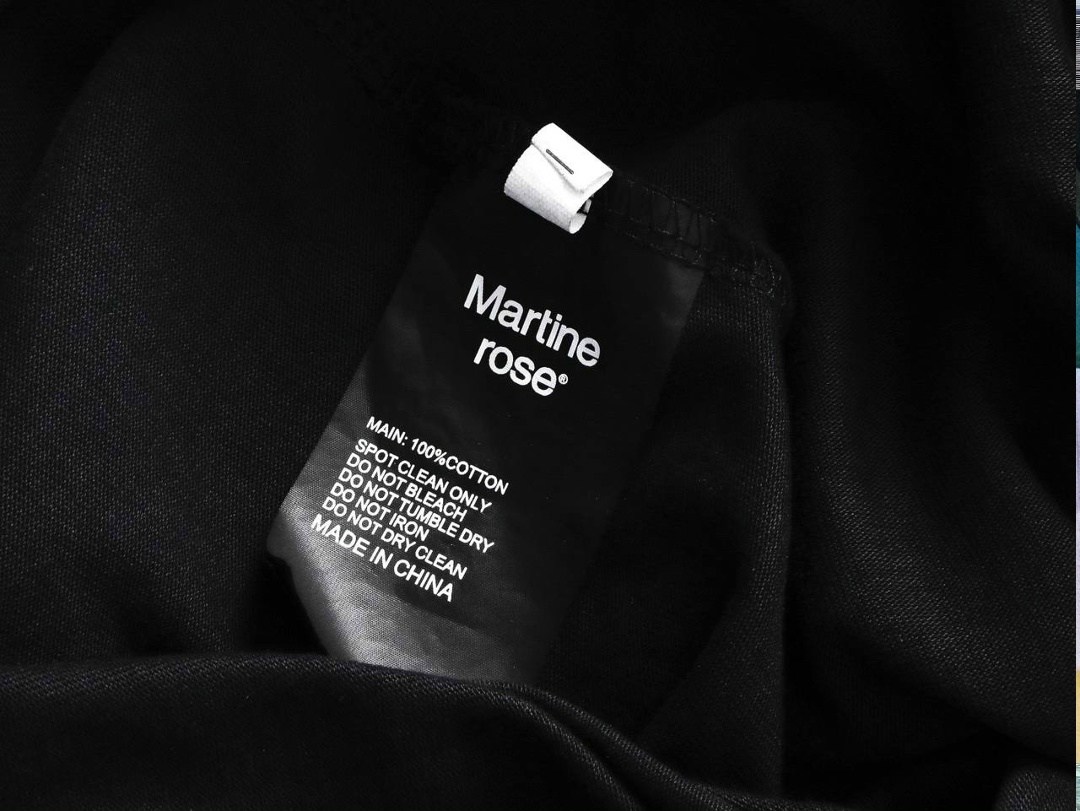 Martine
rose®
MAIN: 100%COTTON
SPOT CLEAN ONLY
DO NOT BLEACH
DO NOT TUMBLE DRY
DO NOT IRON
DO NOT DRY CLEAN
MADE IN CHINA